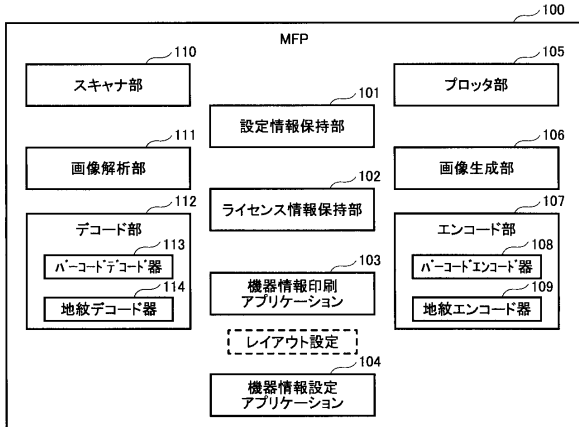 100
MFP
110
スキャナ部
105
プロッタ部
101
設定情報保持部
111
画像解析部
106
画像生成部
102
ライセンス情報保持部
112
デコード部
113
バーコードデコード器
114
地紋デコード器
107
エンコード部
108
バーコードエンコード器
109
地紋エンコード器
103
機器情報印刷
アプリケーション
レイアウト設定
104
機器情報設定
アプリケーション